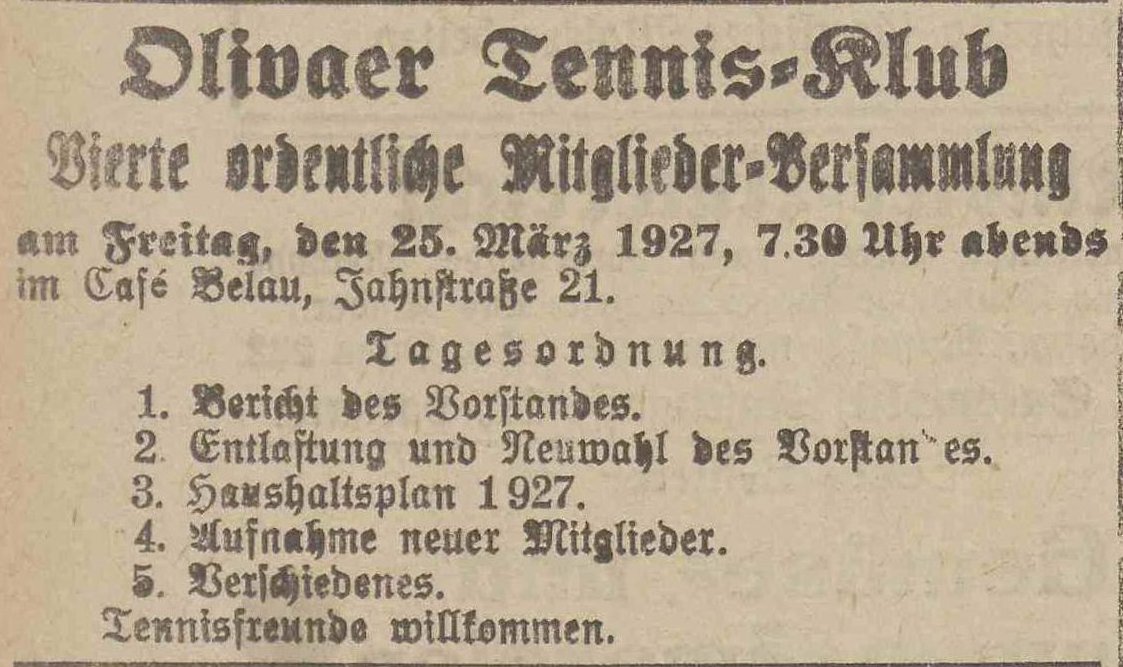 Olivaer Tennis-Klub
Vierte ordentliche Mitglieder-Versammlung
am Freitag, den 25. März 1927, 7.30 Uhr abends
im Café Belau, Jahnstraße 21.
Tagesordnung.
1. Bericht des Vorstandes.
2. Entlastung und Neuwahl des Vorstan es.
3. Haushaltsplan 1927.
4. Aufnahme neuer Mitglieder.
5. Verschiedenes.
Tennisfreunde willkommen.